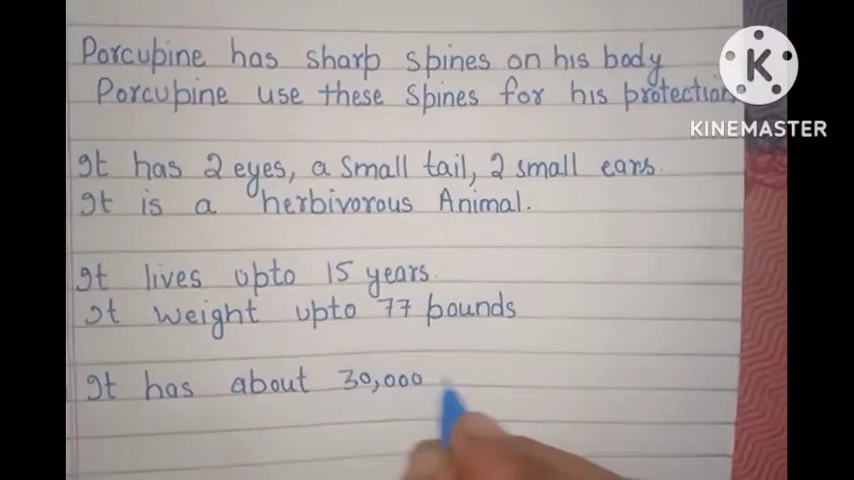 Porcupine has sharp spines on his body
Porcupine use these Spines for his protection
It has 2 eyes, a small tail, 2 small ears.
It is a herbivorous Animal.
It lives upto 15 years.
It weight upto 77 pounds
It has about 30,000
K
KINEMASTER